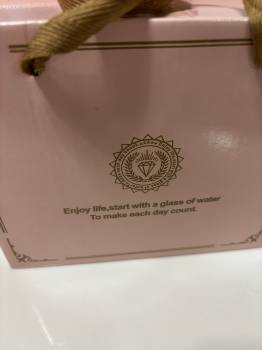 Enjoy life,start with a glass of water
To make each day count.